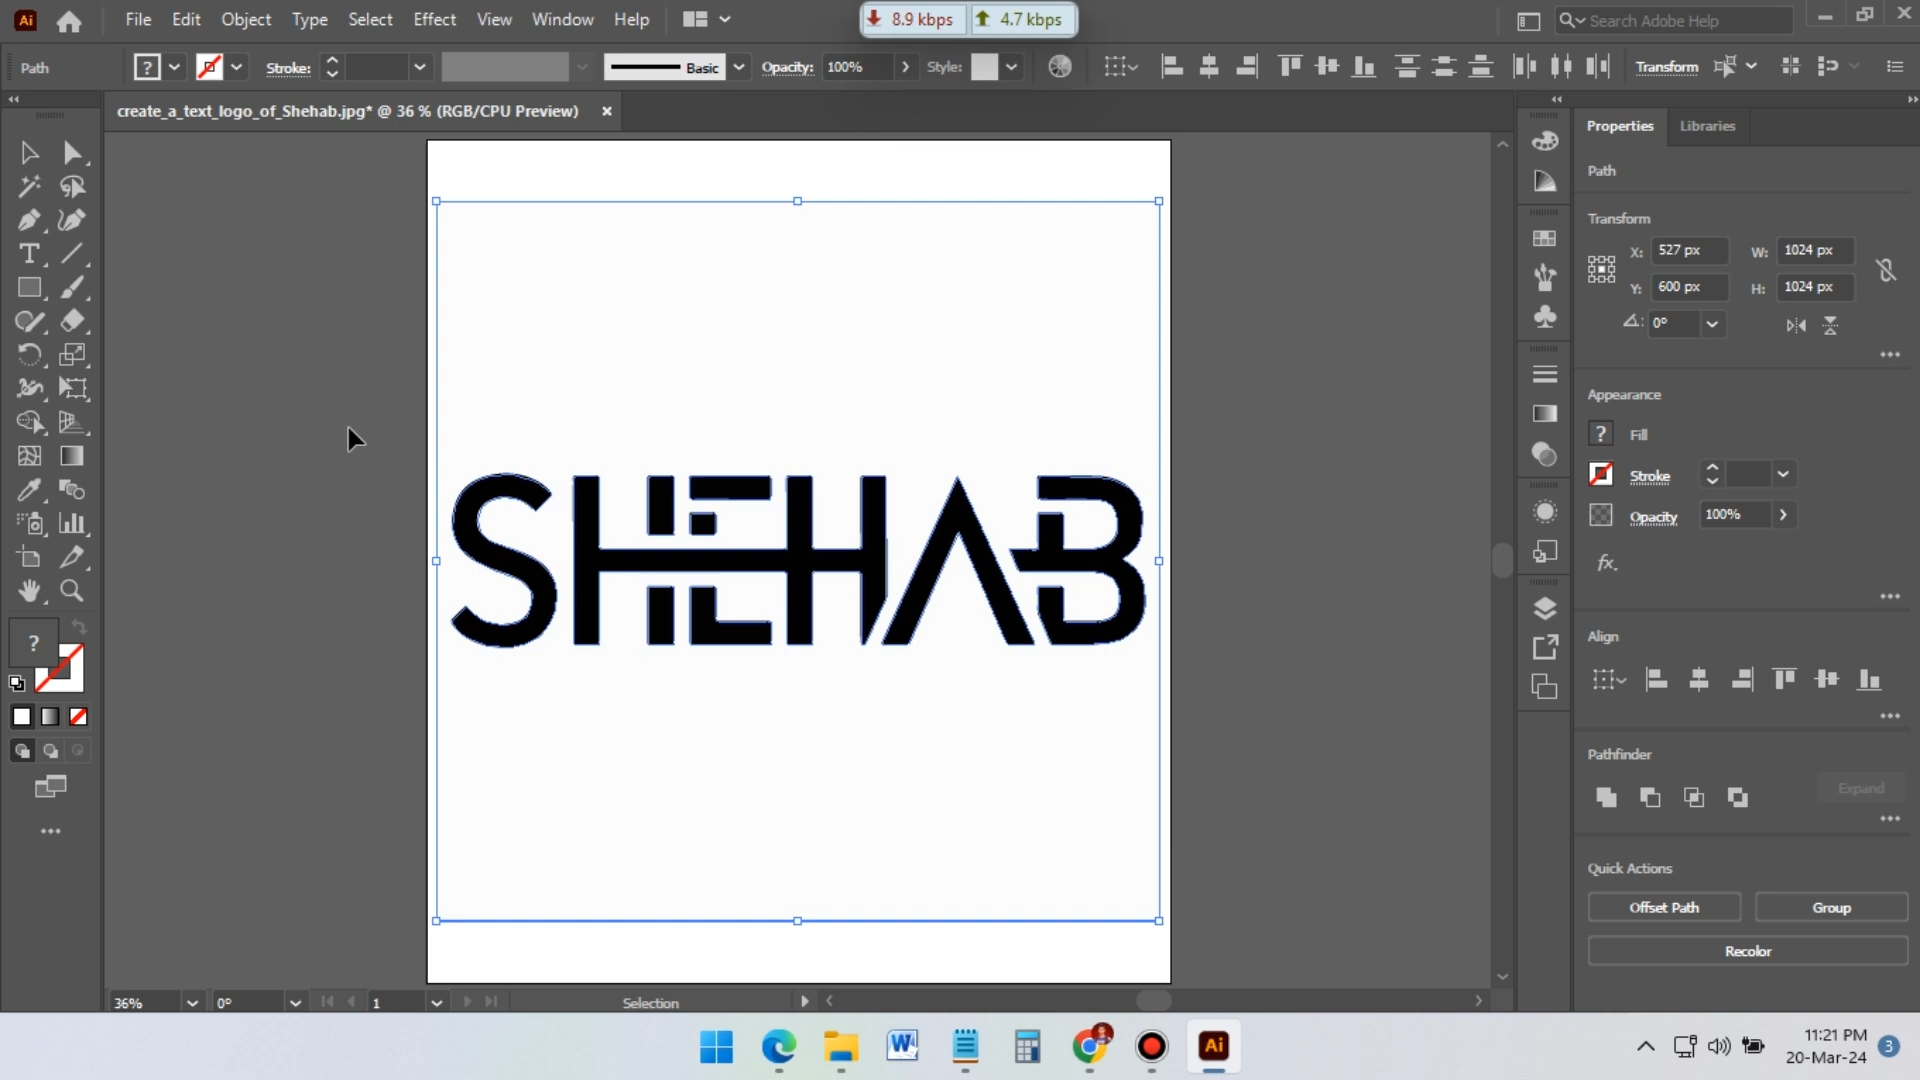 File Edit Object Type Select Effect View Window Help
8.9 kbps 4.7 kbps
Search Adobe Help
Path Stroke: Basic Opacity: 100% Style: Transform
create_a_text_logo_of_Shehab.jpg* @ 36 % (RGB/CPU Preview)
Properties Libraries
Path
Transform
X: 527 px W: 1024 px
Y: 600 px H: 1024 px
0°
Appearance
? Fill
Stroke
Opacity 100%
fx.
Align
Pathfinder
Expand
Quick Actions
Offset Path Group
Recolor
SHEHAB
36% 0° 1 Selection
11:21 PM
20-Mar-24
3